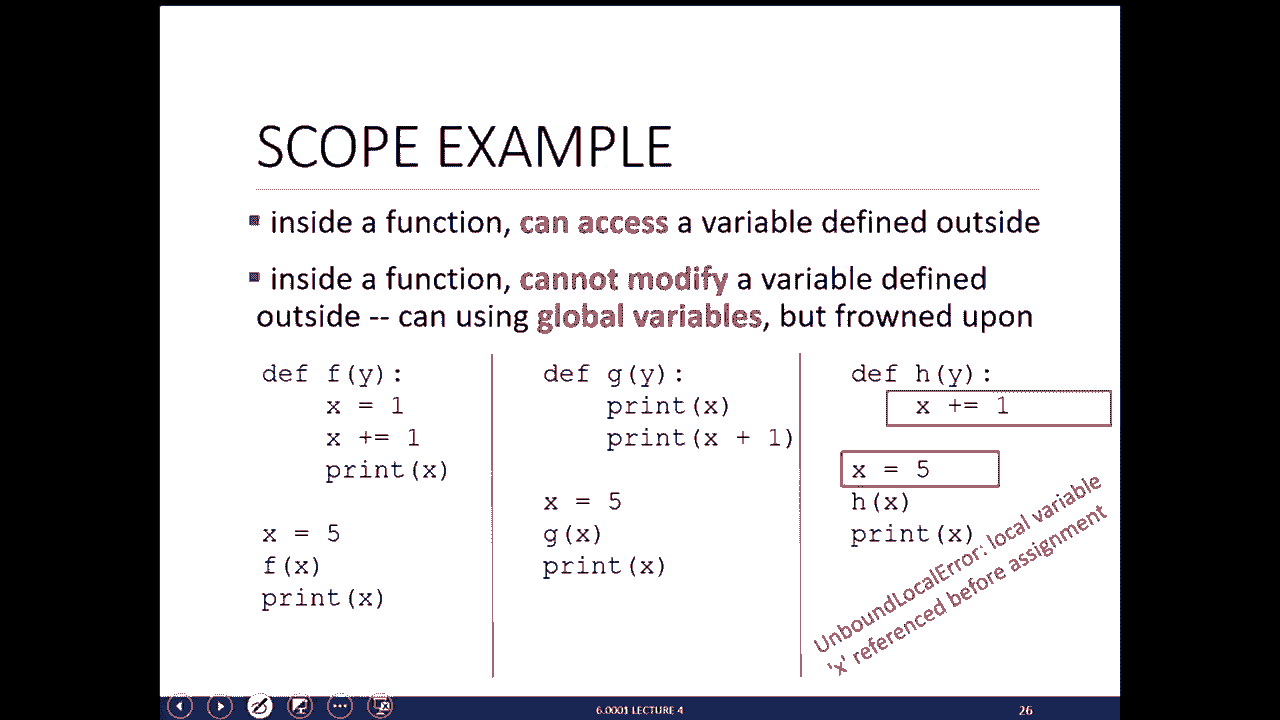 SCOPE EXAMPLE
▪ inside a function, can access a variable defined outside
▪ inside a function, cannot modify a variable defined
outside -- can using global variables, but frowned upon
def f(y):
    x = 1
    x += 1
    print(x)
x = 5
f(x)
print(x)
def g(y):
    print(x)
    print(x + 1)
x = 5
g(x)
print(x)
def h(y):
    x += 1
x = 5
h(x)
print(x)
UnboundLocalError: local variable
'x' referenced before assignment
6.0001 LECTURE 4
26